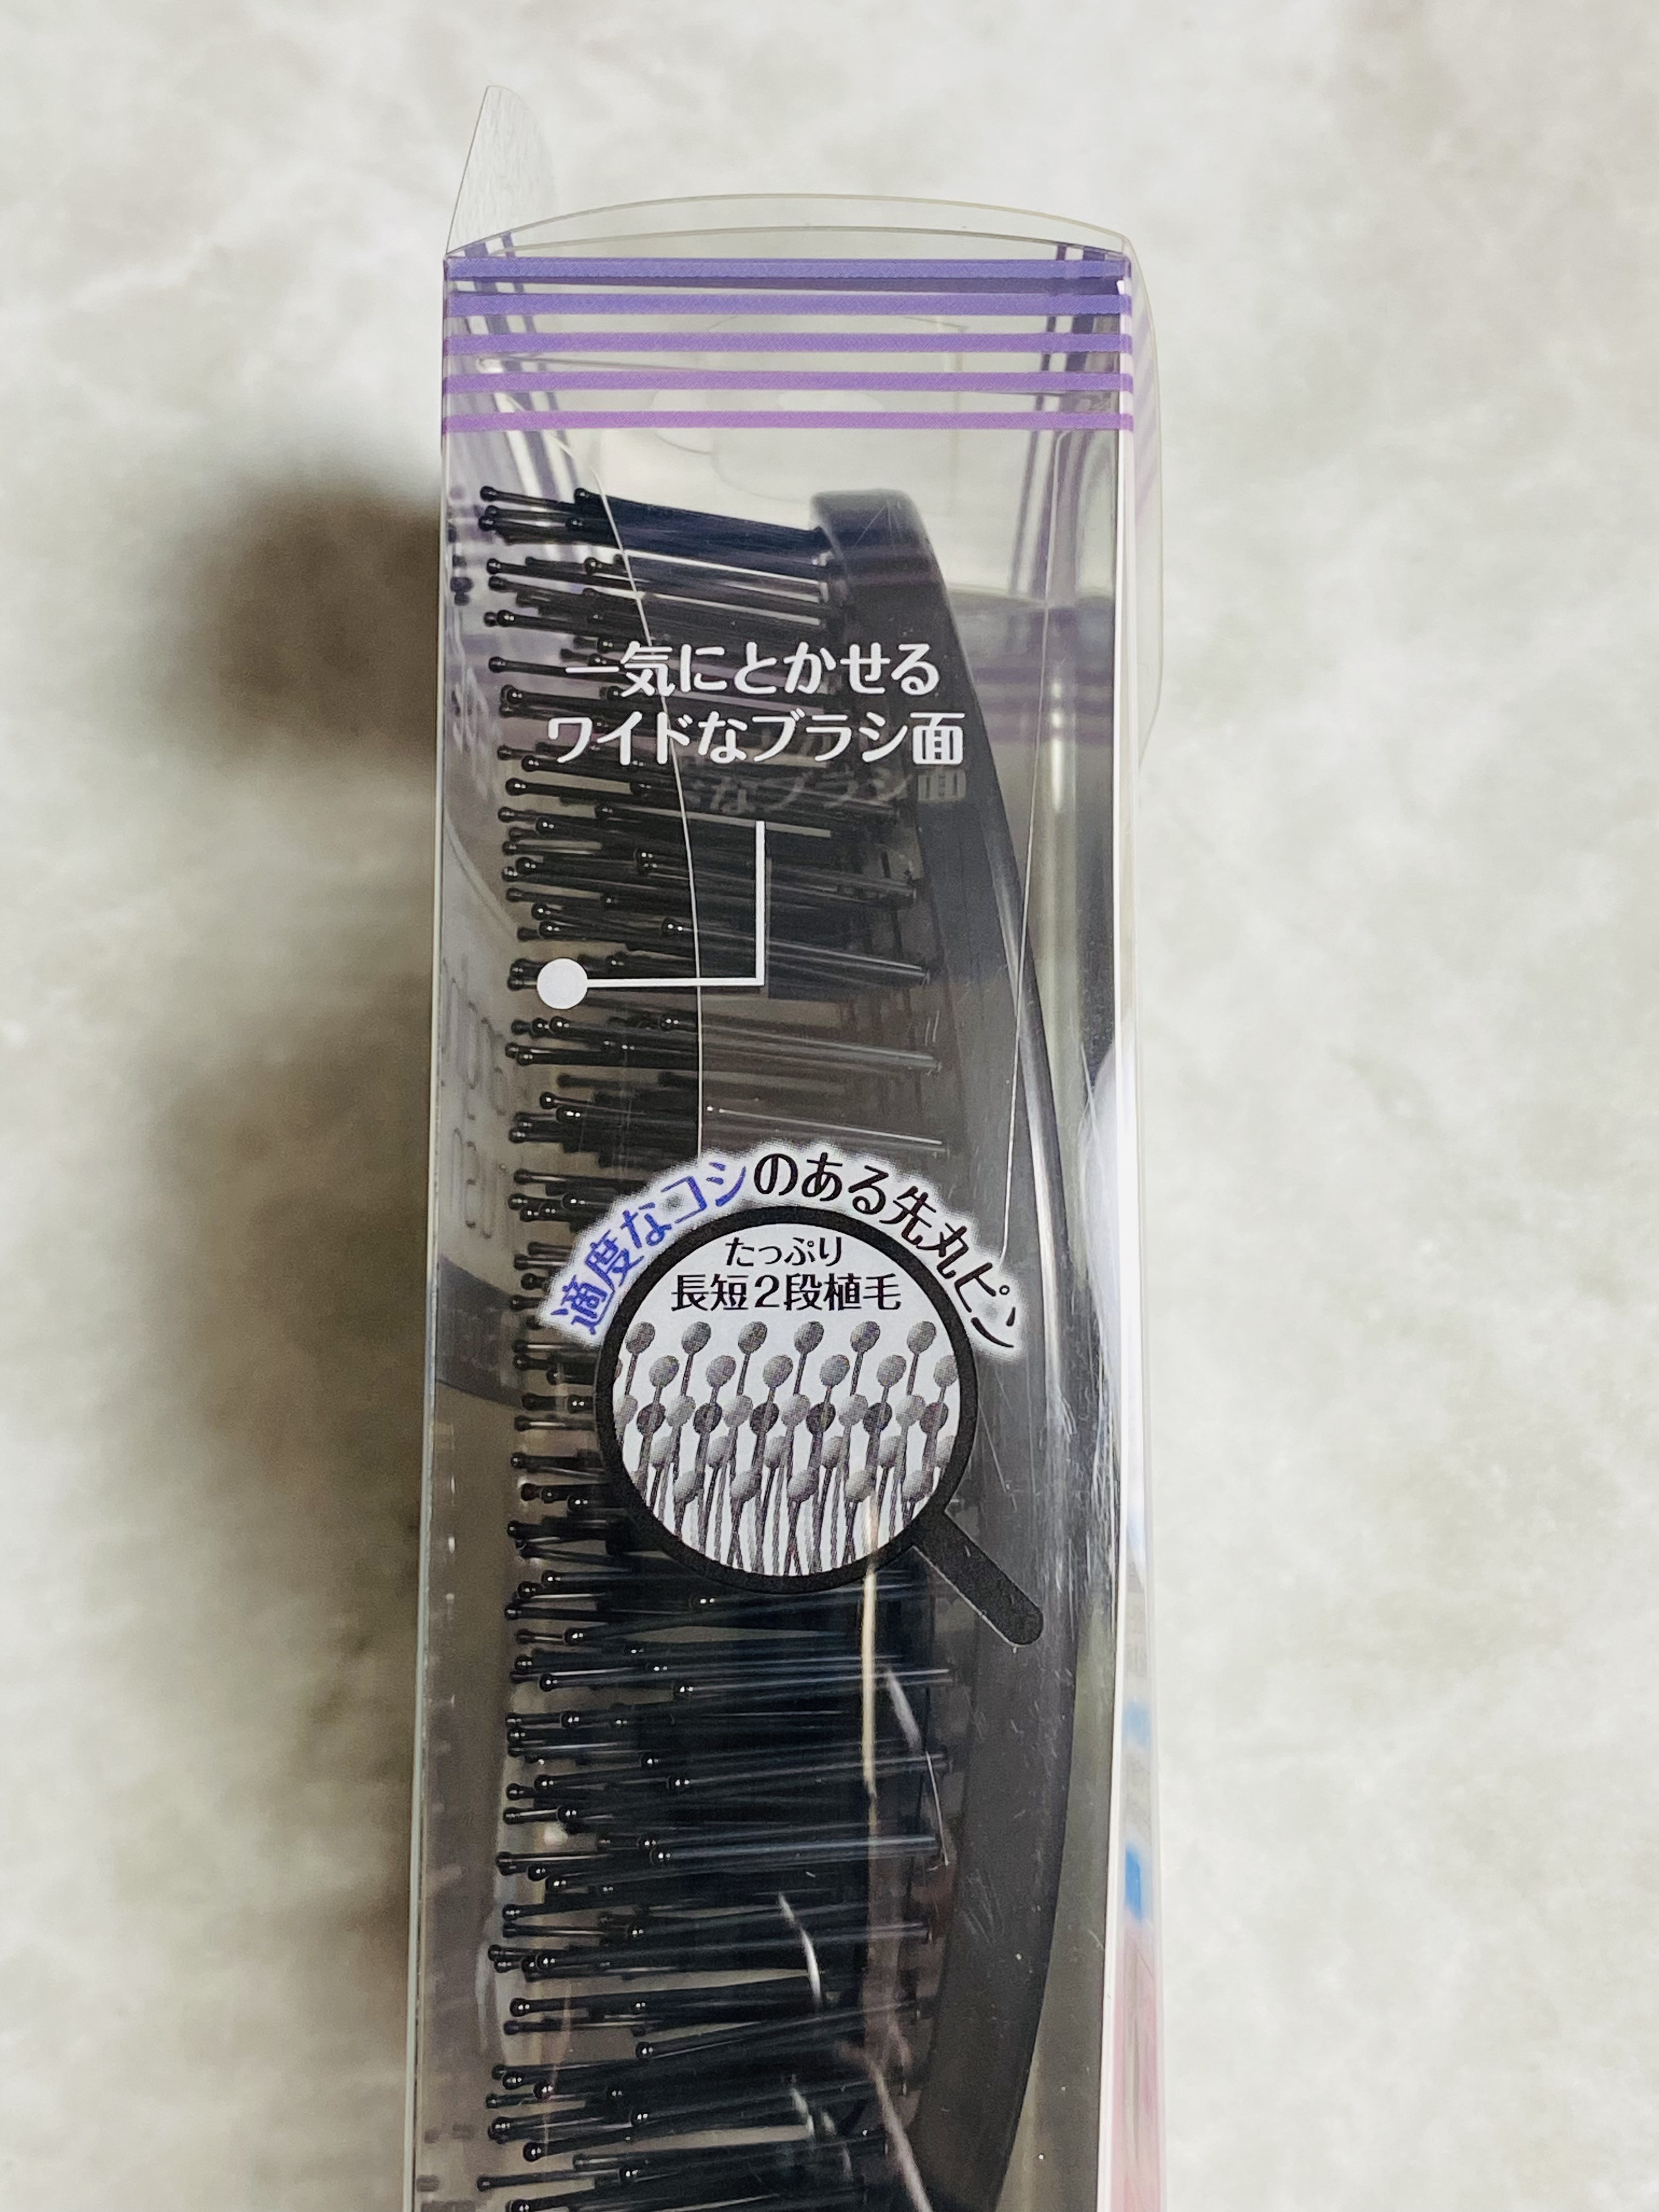 一気にとかせる
ワイドなブラシ面
適度なコシのある先丸ピン
たっぷり
長短2段植毛